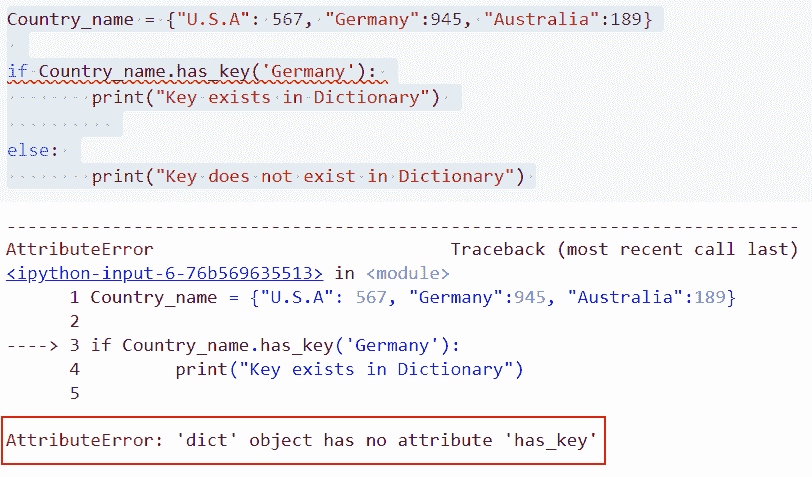 Country_name = {"U.S.A": 567, "Germany":945, "Australia":189}
if Country_name.has_key('Germany'):
        print("Key exists in Dictionary")
else:
        print("Key does not exist in Dictionary")
---------------------------------------------------------------------------
AttributeError                            Traceback (most recent call last)
<ipython-input-6-76b569635513> in <module>
      1 Country_name = {"U.S.A": 567, "Germany":945, "Australia":189}
      2
----> 3 if Country_name.has_key('Germany'):
      4         print("Key exists in Dictionary")
      5
AttributeError: 'dict' object has no attribute 'has_key'